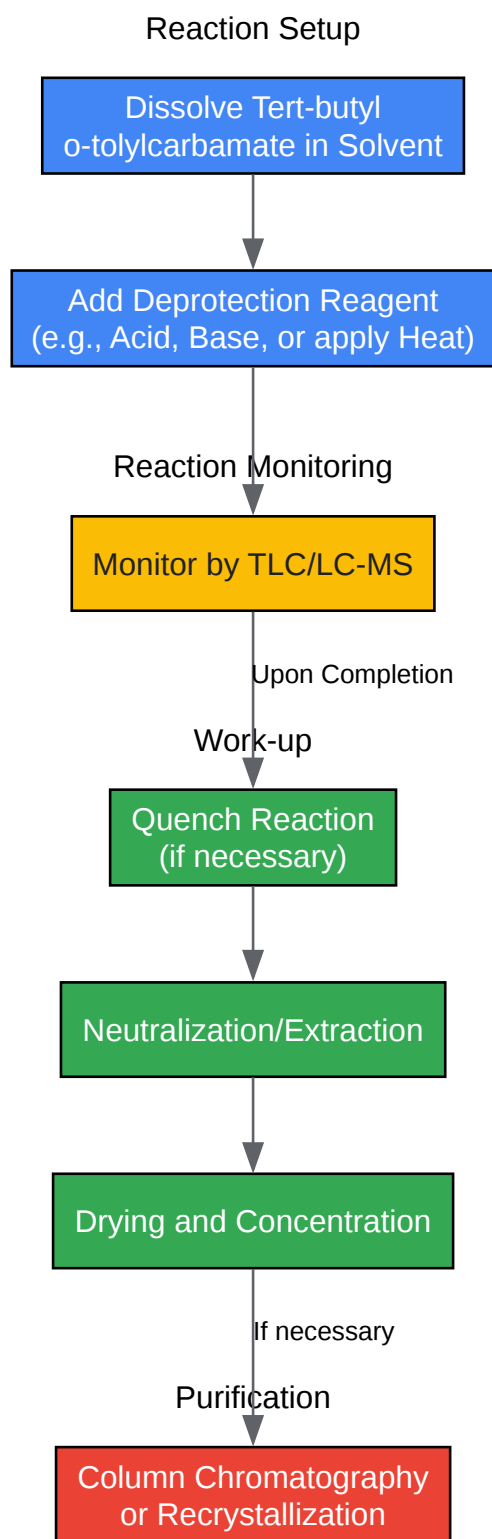 Reaction Setup
Dissolve Tert-butyl
o-tolylcarbamate in Solvent
Add Deprotection Reagent
(e.g., Acid, Base, or apply Heat)
Reaction Monitoring
Monitor by TLC/LC-MS
Upon Completion
Work-up
Quench Reaction
(if necessary)
Neutralization/Extraction
Drying and Concentration
If necessary
Purification
Column Chromatography
or Recrystallization